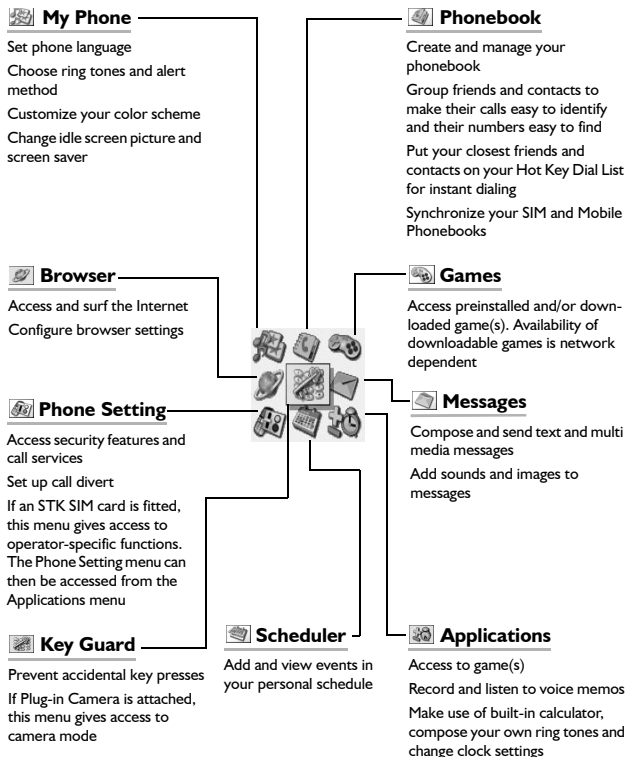 My Phone
Set phone language
Choose ring tones and alert
method
Customize your color scheme
Change idle screen picture and
screen saver
Phonebook
Create and manage your
phonebook
Group friends and contacts to
make their calls easy to identify
and their numbers easy to find
Put your closest friends and
contacts on your Hot Key Dial List
for instant dialing
Synchronize your SIM and Mobile
Phonebooks
Browser
Access and surf the Internet
Configure browser settings
Games
Access preinstalled and/or down-
loaded game(s). Availability of
downloadable games is network
dependent
Phone Setting
Access security features and
call services
Set up call divert
If an STK SIM card is fitted,
this menu gives access to
operator-specific functions.
The Phone Setting menu can
then be accessed from the
Applications menu
Messages
Compose and send text and multi
media messages
Add sounds and images to
messages
Key Guard
Prevent accidental key presses
If Plug-in Camera is attached,
this menu gives access to
camera mode
Scheduler
Add and view events in
your personal schedule
Applications
Access to game(s)
Record and listen to voice memos
Make use of built-in calculator,
compose your own ring tones and
change clock settings